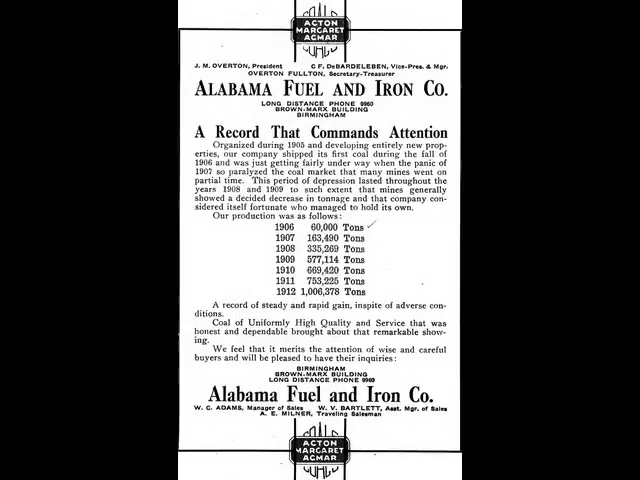 ACTON
MARGARET
ACMAR
COALS
J. M. OVERTON, President C F. DeBARDELEBEN, Vice-Pres. & Mgr.
OVERTON FULLTON, Secretary-Treasurer
ALABAMA FUEL AND IRON CO.
LONG DISTANCE PHONE 9960
BROWN-MARX BUILDING
BIRMINGHAM
A Record That Commands Attention
Organized during 1905 and developing entirely new prop-
erties, our company shipped its first coal during the fall of
1906 and was just getting fairly under way when the panic of
1907 so paralyzed the coal market that many mines went on
partial time. This period of depression lasted throughout the
years 1908 and 1909 to such extent that mines generally
showed a decided decrease in tonnage and that company con-
sidered itself fortunate who managed to hold its own.
Our production was as follows:
1906 60,000 Tons
1907 163,490 Tons
1908 335,269 Tons
1909 577,114 Tons
1910 669,420 Tons
1911 753,225 Tons
1912 1,006,378 Tons
A record of steady and rapid gain, inspite of adverse con-
ditions.
Coal of Uniformly High Quality and Service that was
honest and dependable brought about that remarkable show-
ing.
We feel that it merits the attention of wise and careful
buyers and will be pleased to have their inquiries:
BIRMINGHAM
BROWN-MARX BUILDING
LONG DISTANCE PHONE 9960
Alabama Fuel and Iron Co.
W. C. ADAMS, Manager of Sales W. V. BARTLETT, Asst. Mgr. of Sales
A. E. MILNER, Traveling Salesman
ACTON
MARGARET
ACMAR
COALS